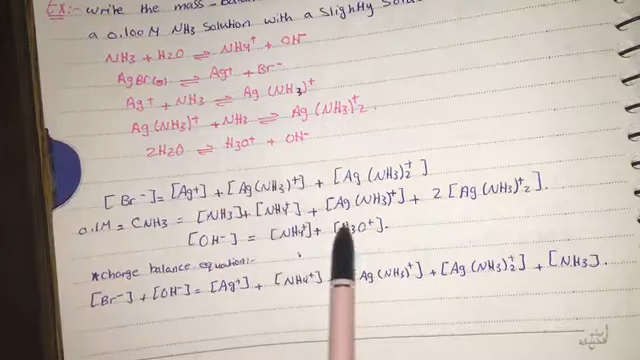 Ex:- Write the mass-
a 0.100M NH3 solution with a slightly
NH3 + H2O ⇌ NH4+ + OH-
AgBr(s) ⇌ Ag+ + Br-
Ag+ + NH3 ⇌ Ag(NH3)+
Ag(NH3)+ + NH3 ⇌ Ag(NH3)+2.
2H2O ⇌ H3O+ + OH-
[Br-] = [Ag+] + [Ag(NH3)+] + [Ag(NH3)2+]
0.1M = CNH3 = [NH3] + [NH4+] + [Ag(NH3)+] + 2[Ag(NH3)+2].
[OH-] = [NH4+] + [H3O+].
*charge balance equation:-
[Br-] + [OH-] = [Ag+] + [NH4+] Ag(NH3)+] + [Ag(NH3)2+] + [NH3].